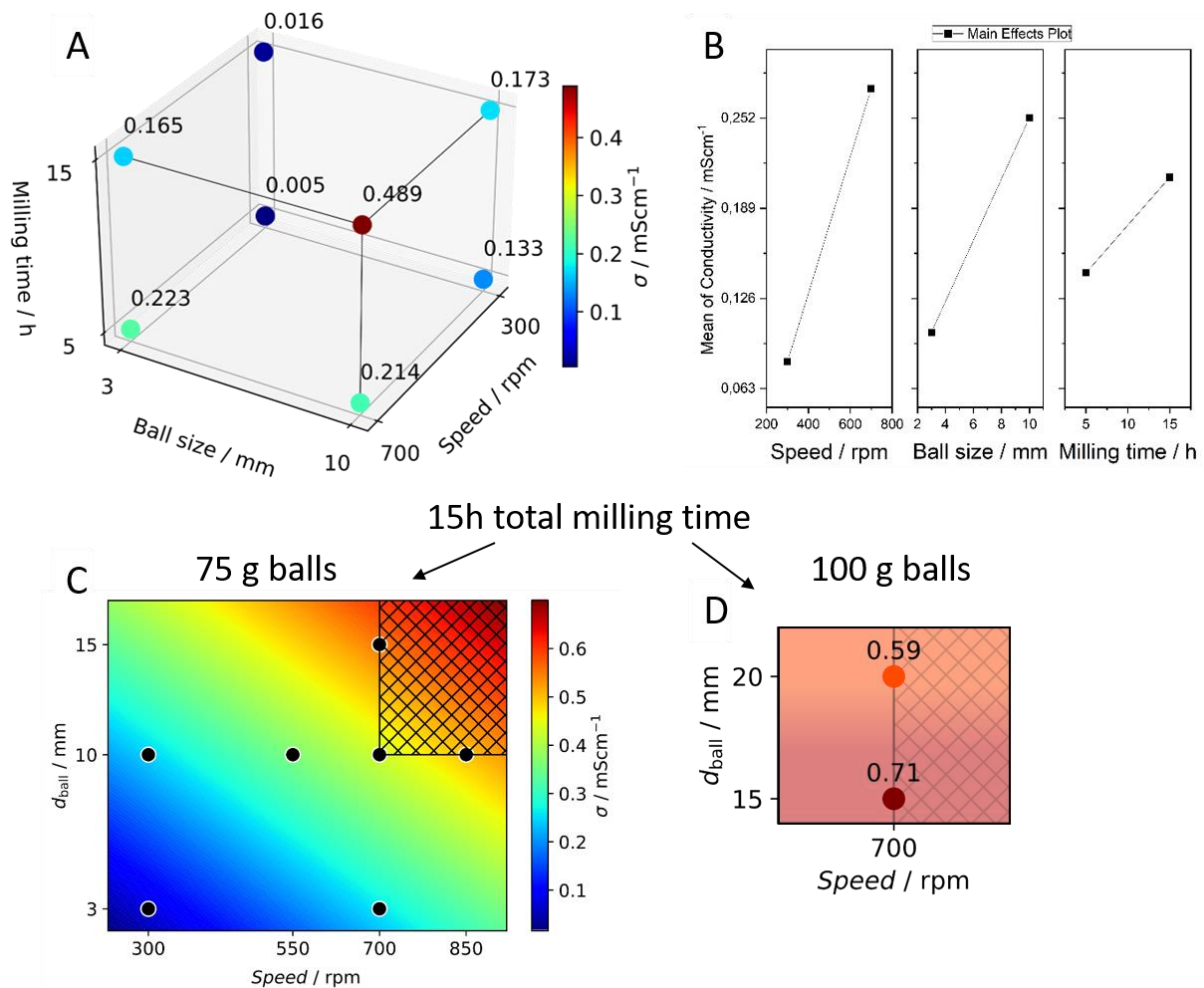 A
0.016
0.173
0.165
0.005
0.489
0.133
0.223
0.214
15
5
Milling time / h
3
10
Ball size / mm
300
700
Speed / rpm
0.4
0.3
0.2
0.1
σ / mScm⁻¹
B
Main Effects Plot
0,252
0,189
0,126
0,063
Mean of Conductivity / mScm⁻¹
200 400 600 800
Speed / rpm
2 4 6 8 10
Ball size / mm
5 10 15
Milling time / h
15h total milling time
C
75 g balls
15
10
3
d_ball / mm
300 550 700 850
Speed / rpm
0.6
0.5
0.4
0.3
0.2
0.1
σ / mScm⁻¹
100 g balls
D
0.59
0.71
20
15
d_ball / mm
700
Speed / rpm